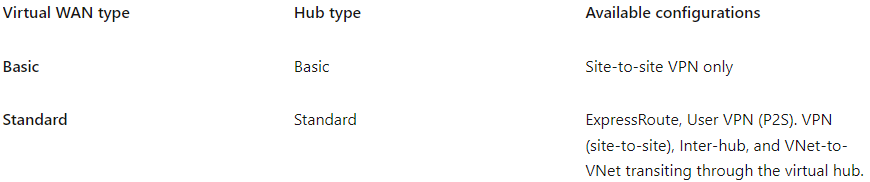 Virtual WAN type Hub type Available configurations
Basic Basic Site-to-site VPN only
Standard Standard ExpressRoute, User VPN (P2S). VPN
(site-to-site), Inter-hub, and VNet-to-
VNet transiting through the virtual hub.